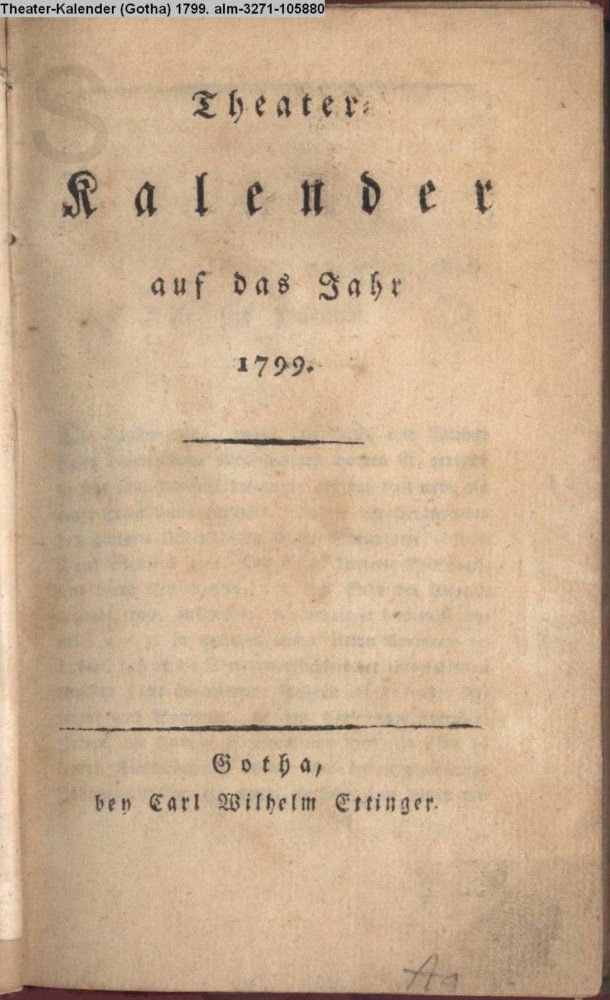 Theater-Kalender (Gotha) 1799. alm-3271-105880
Theater-
Kalender
auf das Jahr
1799.
Gotha,
bey Carl Wilhelm Ettinger.